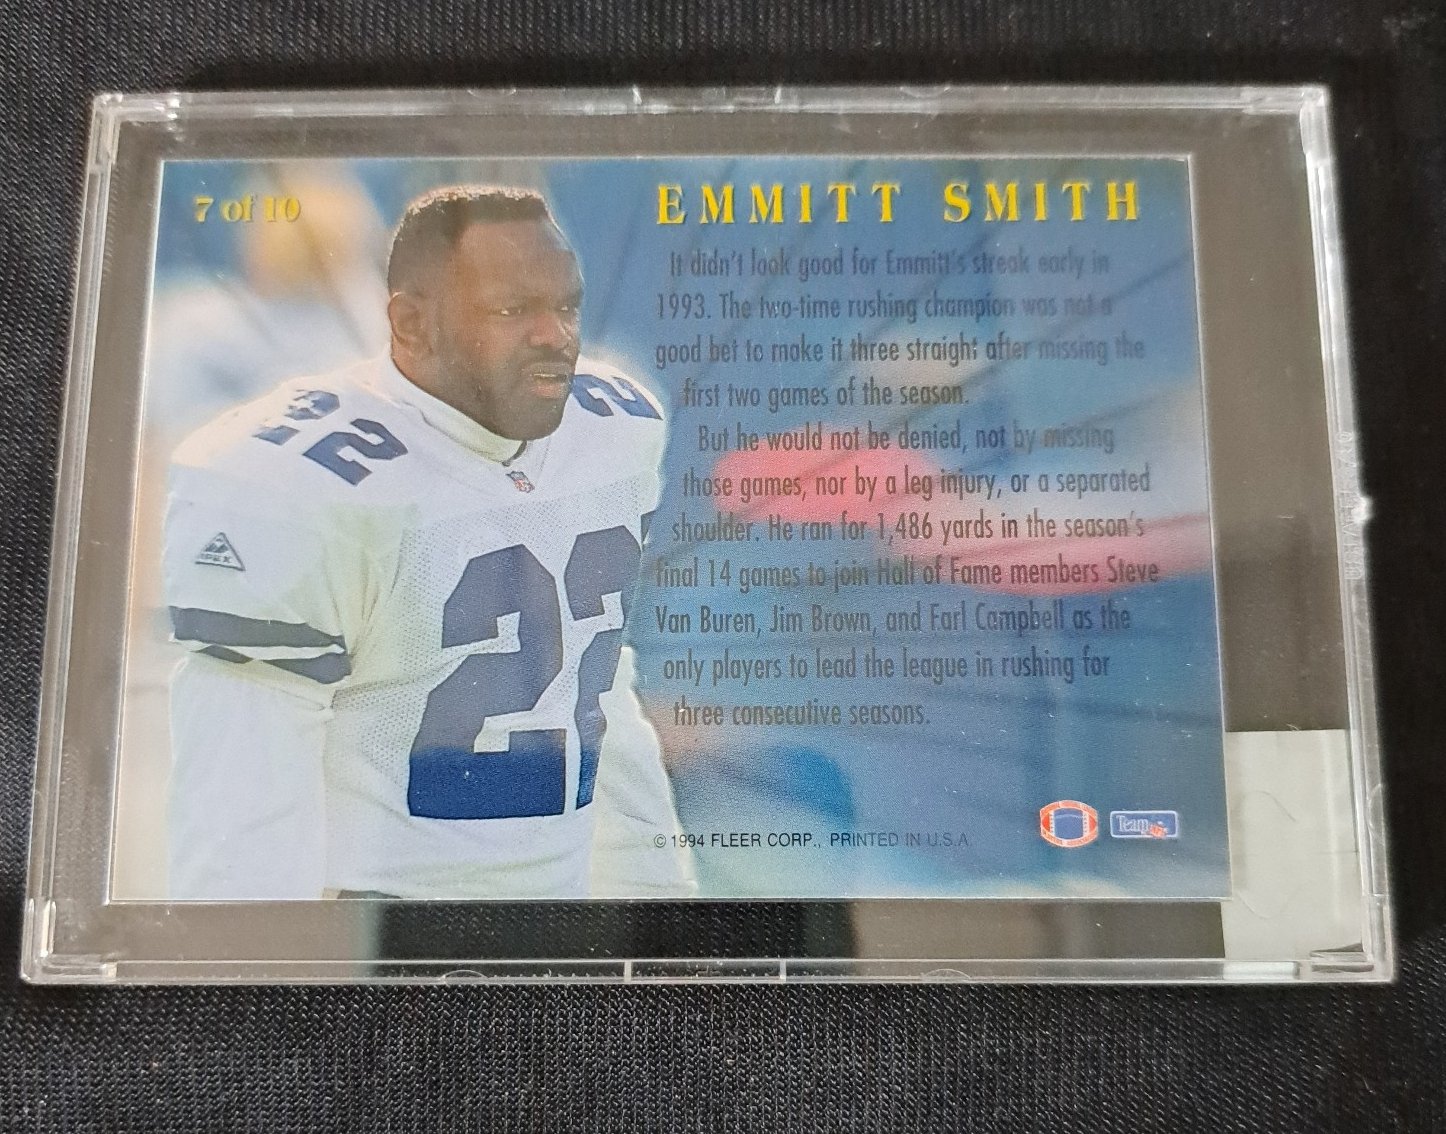 7 of 10
EMMITT SMITH
It didn't look good for Emmitt's streak early in
1993. The two-time rushing champion was not a
good bet to make it three straight after missing the
first two games of the season.
But he would not be denied, not by missing
those games, nor by a leg injury, or a separated
shoulder. He ran for 1,486 yards in the season's
final 14 games to join Hall of Fame members Steve
Van Buren, Jim Brown, and Earl Campbell as the
only players to lead the league in rushing for
three consecutive seasons.
22
2
22
APEX
© 1994 FLEER CORP., PRINTED IN U.S.A.
Team NFL